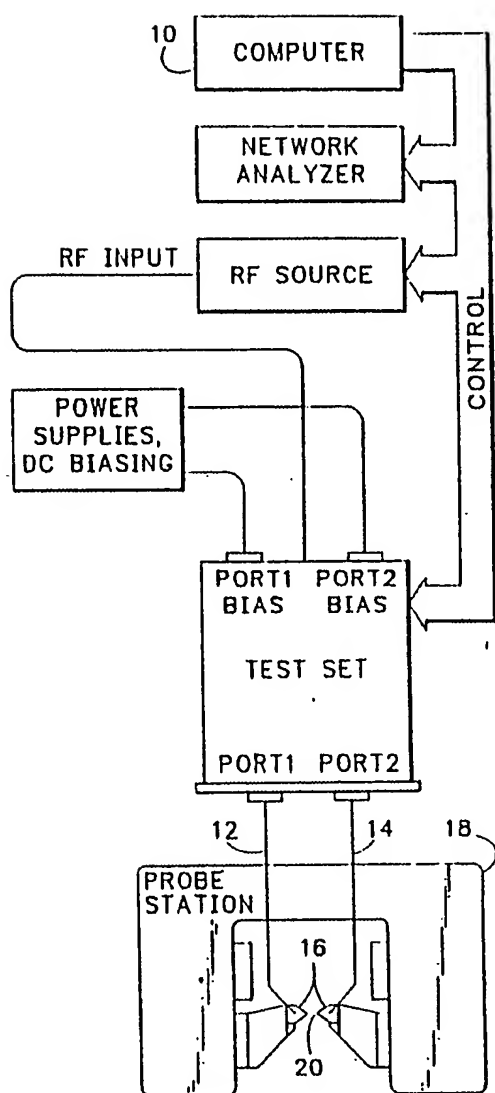 10
COMPUTER
NETWORK
ANALYZER
RF INPUT
RF SOURCE
CONTROL
POWER
SUPPLIES,
DC BIASING
PORT1 PORT2
BIAS BIAS
TEST SET
PORT1 PORT2
12 14 18
PROBE
STATION
16
20